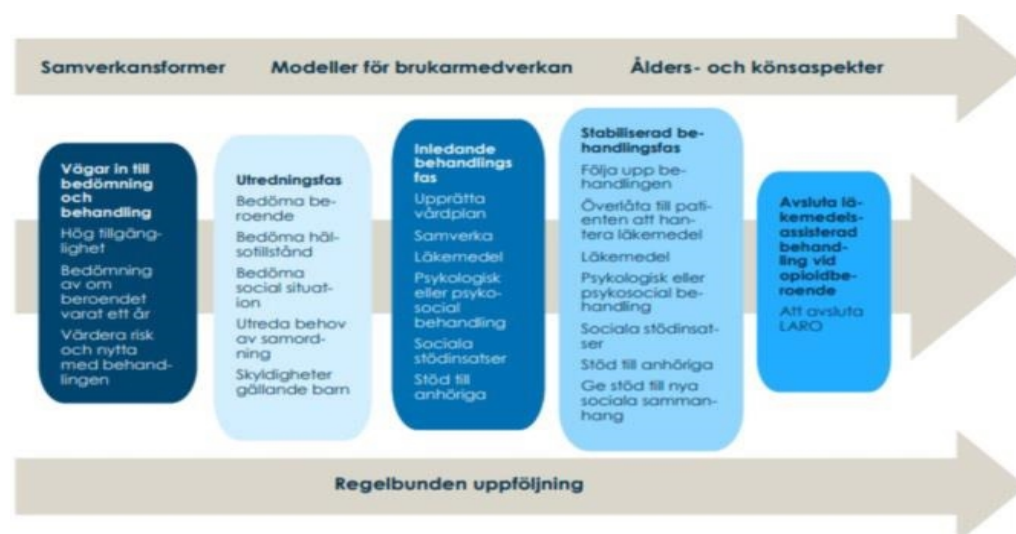 Samverkansformer Modeller för brukarmedverkan Ålders- och könsaspekter
Vägar in till
bedömning
och
behandling
Hög tillgäng-
lighet
Bedömning
av om
beroendet
varat ett år
Värdera risk
och nytta
med behand-
lingen
Utredningsfas
Bedöma be-
roende
Bedöma häl-
sotillstånd
Bedöma
social situat-
ion
Utreda behov
av samord-
ning
Skyldigheter
gällande barn
Inledande
behandlings
fas
Upprätta
vårdplan
Samverka
Läkemedel
Psykologisk
eller psyko-
social
behandling
Sociala
stödinsatser
Stöd till
anhöriga
Stabiliserad be-
handlingsfas
Följa upp be-
handlingen
Överlåta till pati-
enten att han-
tera läkemedel
Läkemedel
Psykologisk eller
psykosocial be-
handling
Sociala stödinsat-
ser
Stöd till anhöriga
Ge stöd till nya
sociala samman-
hang
Avsluta lä-
kemedels-
assisterad
behand-
ling vid
opioidbe-
roende
Att avsluta
LARO
Regelbunden uppföljning